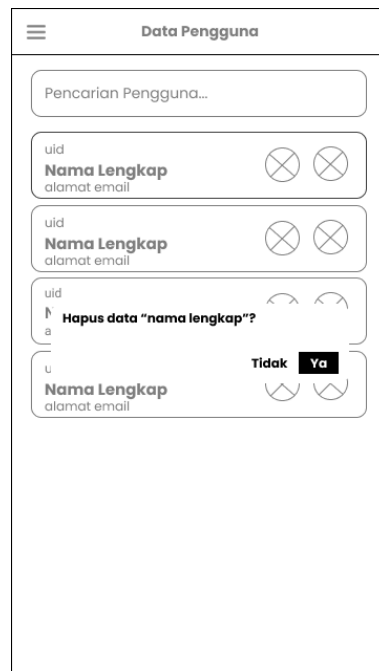 Data Pengguna
Pencarian Pengguna...
uid
Nama Lengkap
alamat email
uid
Nama Lengkap
alamat email
uid
Hapus data “nama lengkap”?
Tidak Ya
Nama Lengkap
alamat email